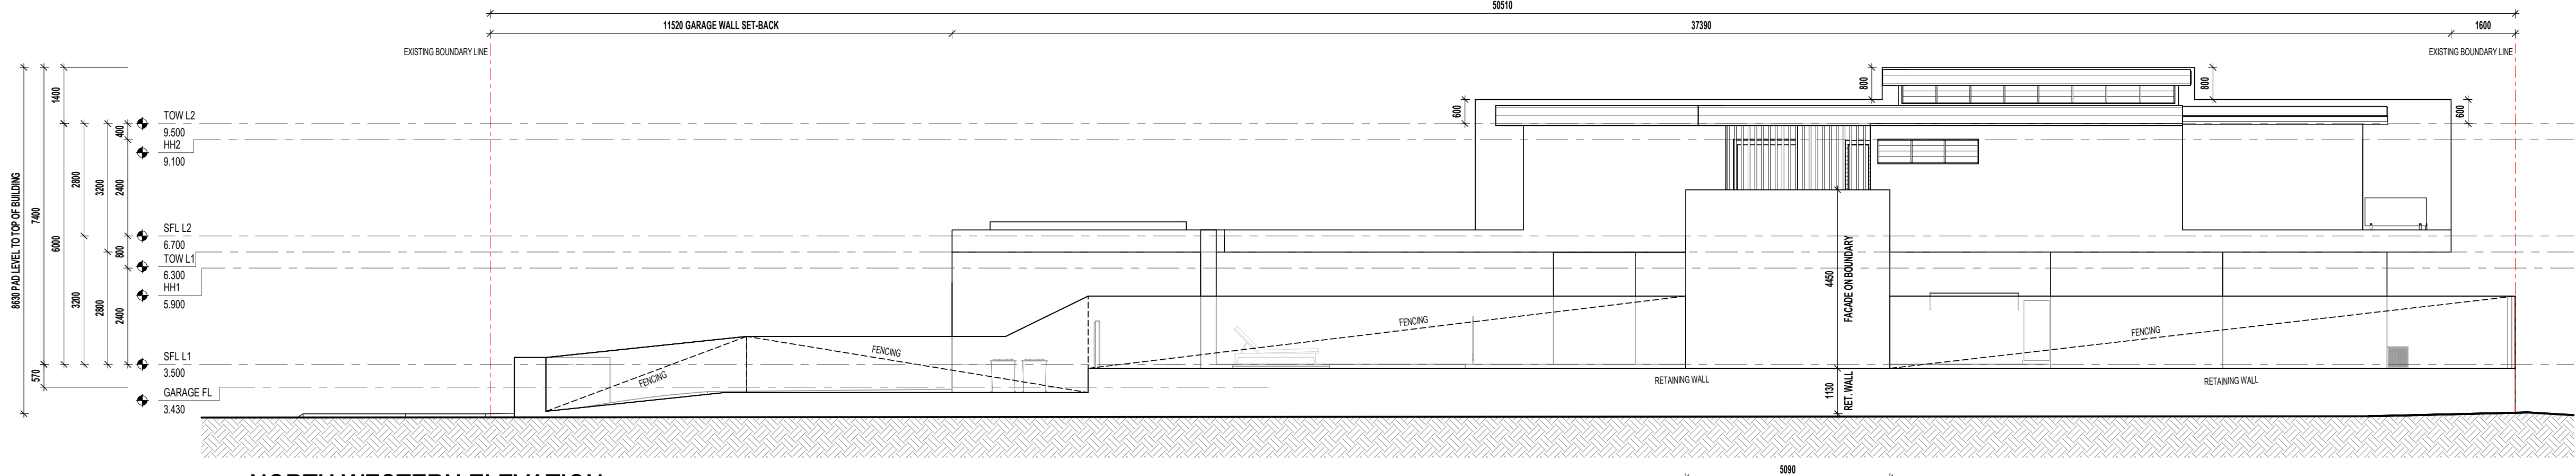 50510
11520 GARAGE WALL SET-BACK
37390
1600
EXISTING BOUNDARY LINE
EXISTING BOUNDARY LINE
8630 PAD LEVEL TO TOP OF BUILDING
7400
570
1400
6000
2800
3200
3200
2800
400
2400
800
2400
TOW L2
9.500
HH2
9.100
SFL L2
6.700
TOW L1
6.300
HH1
5.900
SFL L1
3.500
GARAGE FL
3.430
600
800
800
600
4450
FACADE ON BOUNDARY
1130
RET. WALL
FENCING
FENCING
FENCING
FENCING
RETAINING WALL
RETAINING WALL
5090
NORTH WESTERN ELEVATION